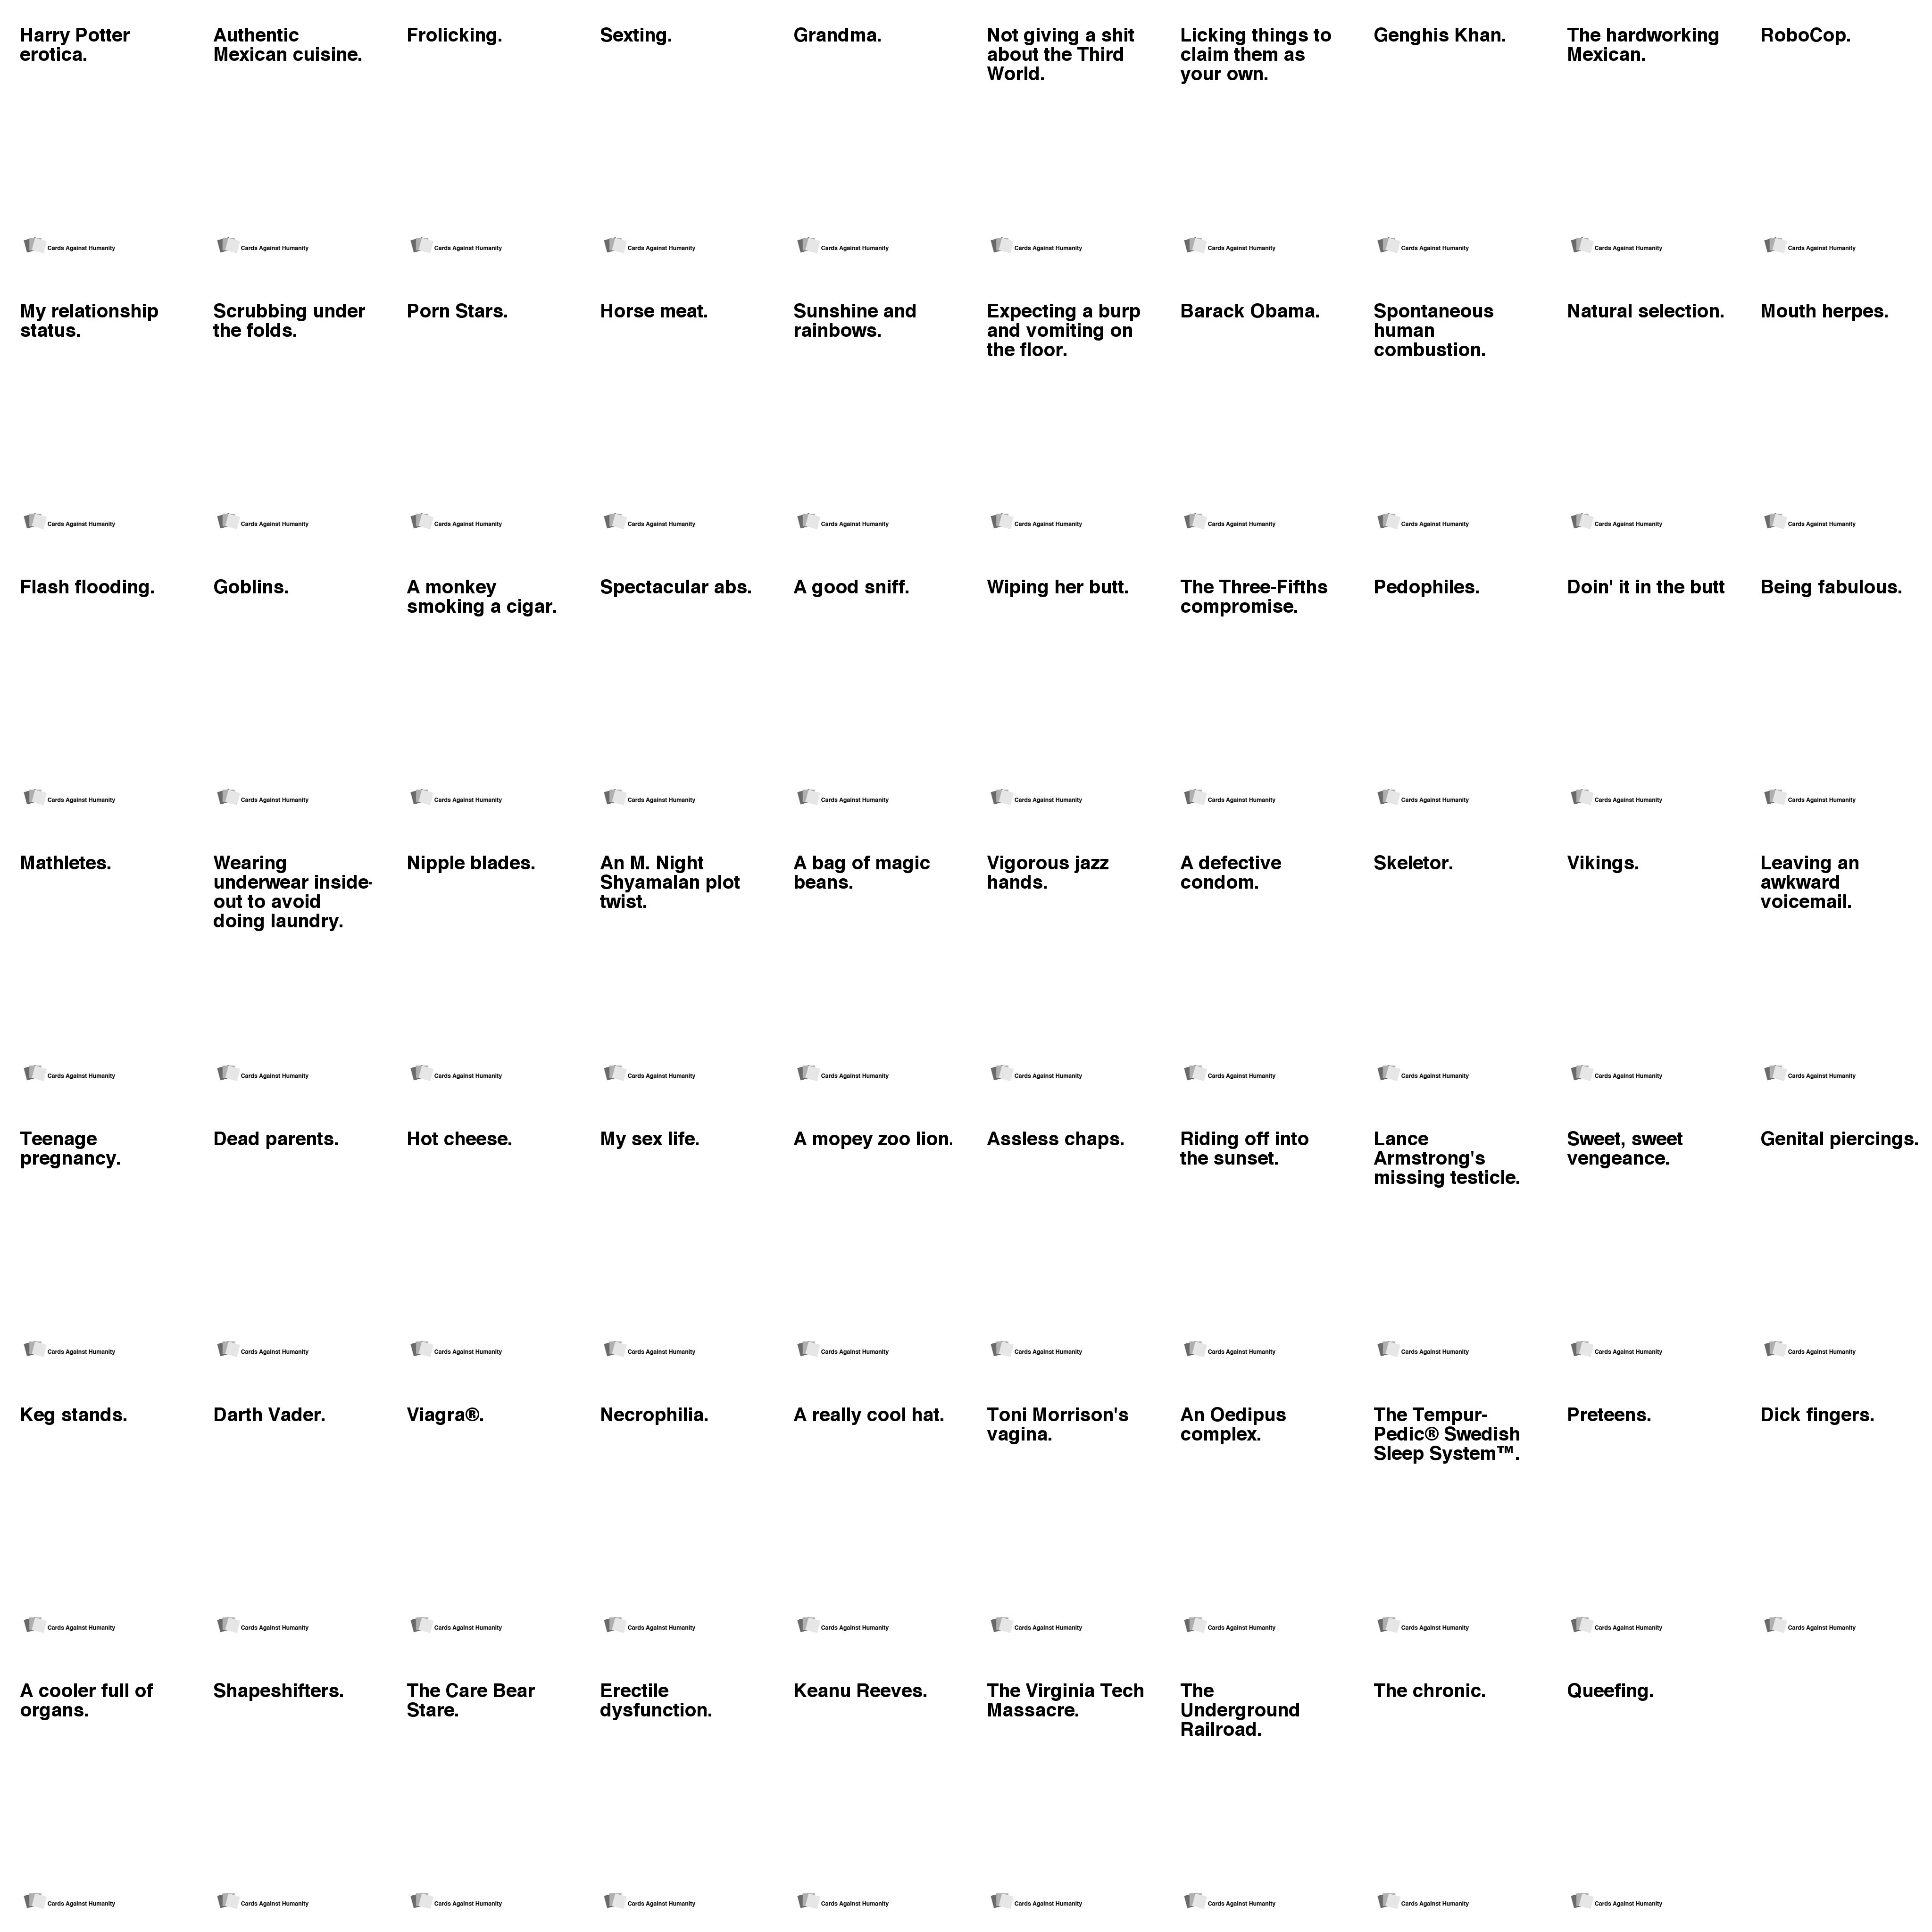 Harry Potter
erotica.
Cards Against Humanity
Authentic
Mexican cuisine.
Cards Against Humanity
Frolicking.
Cards Against Humanity
Sexting.
Cards Against Humanity
Grandma.
Cards Against Humanity
Not giving a shit
about the Third
World.
Cards Against Humanity
Licking things to
claim them as
your own.
Cards Against Humanity
Genghis Khan.
Cards Against Humanity
The hardworking
Mexican.
Cards Against Humanity
RoboCop.
Cards Against Humanity
My relationship
status.
Cards Against Humanity
Scrubbing under
the folds.
Cards Against Humanity
Porn Stars.
Cards Against Humanity
Horse meat.
Cards Against Humanity
Sunshine and
rainbows.
Cards Against Humanity
Expecting a burp
and vomiting on
the floor.
Cards Against Humanity
Barack Obama.
Cards Against Humanity
Spontaneous
human
combustion.
Cards Against Humanity
Natural selection.
Cards Against Humanity
Mouth herpes.
Cards Against Humanity
Flash flooding.
Cards Against Humanity
Goblins.
Cards Against Humanity
A monkey
smoking a cigar.
Cards Against Humanity
Spectacular abs.
Cards Against Humanity
A good sniff.
Cards Against Humanity
Wiping her butt.
Cards Against Humanity
The Three-Fifths
compromise.
Cards Against Humanity
Pedophiles.
Cards Against Humanity
Doin' it in the butt
Cards Against Humanity
Being fabulous.
Cards Against Humanity
Mathletes.
Cards Against Humanity
Wearing
underwear inside-
out to avoid
doing laundry.
Cards Against Humanity
Nipple blades.
Cards Against Humanity
An M. Night
Shyamalan plot
twist.
Cards Against Humanity
A bag of magic
beans.
Cards Against Humanity
Vigorous jazz
hands.
Cards Against Humanity
A defective
condom.
Cards Against Humanity
Skeletor.
Cards Against Humanity
Vikings.
Cards Against Humanity
Leaving an
awkward
voicemail.
Cards Against Humanity
Teenage
pregnancy.
Cards Against Humanity
Dead parents.
Cards Against Humanity
Hot cheese.
Cards Against Humanity
My sex life.
Cards Against Humanity
A mopey zoo lion.
Cards Against Humanity
Assless chaps.
Cards Against Humanity
Riding off into
the sunset.
Cards Against Humanity
Lance
Armstrong's
missing testicle.
Cards Against Humanity
Sweet, sweet
vengeance.
Cards Against Humanity
Genital piercings.
Cards Against Humanity
Keg stands.
Cards Against Humanity
Darth Vader.
Cards Against Humanity
Viagra®.
Cards Against Humanity
Necrophilia.
Cards Against Humanity
A really cool hat.
Cards Against Humanity
Toni Morrison's
vagina.
Cards Against Humanity
An Oedipus
complex.
Cards Against Humanity
The Tempur-
Pedic® Swedish
Sleep System™.
Cards Against Humanity
Preteens.
Cards Against Humanity
Dick fingers.
Cards Against Humanity
A cooler full of
organs.
Cards Against Humanity
Shapeshifters.
Cards Against Humanity
The Care Bear
Stare.
Cards Against Humanity
Erectile
dysfunction.
Cards Against Humanity
Keanu Reeves.
Cards Against Humanity
The Virginia Tech
Massacre.
Cards Against Humanity
The
Underground
Railroad.
Cards Against Humanity
The chronic.
Cards Against Humanity
Queefing.
Cards Against Humanity